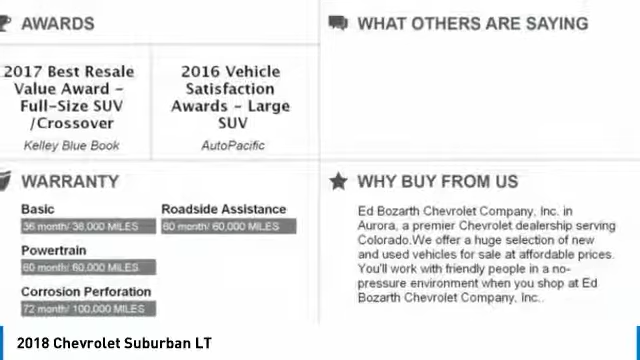 AWARDS
2017 Best Resale
Value Award –
Full-Size SUV
/Crossover
Kelley Blue Book
2016 Vehicle
Satisfaction
Awards – Large
SUV
AutoPacific
WHAT OTHERS ARE SAYING
WARRANTY
Basic
36 month/ 36,000 MILES
Roadside Assistance
60 month/ 60,000 MILES
Powertrain
60 month/ 60,000 MILES
Corrosion Perforation
72 month/ 100,000 MILES
WHY BUY FROM US
Ed Bozarth Chevrolet Company, Inc. in
Aurora, a premier Chevrolet dealership serving
Colorado.We offer a huge selection of new
and used vehicles for sale at affordable prices.
You'll work with friendly people in a no-
pressure environment when you shop at Ed
Bozarth Chevrolet Company, Inc..
2018 Chevrolet Suburban LT